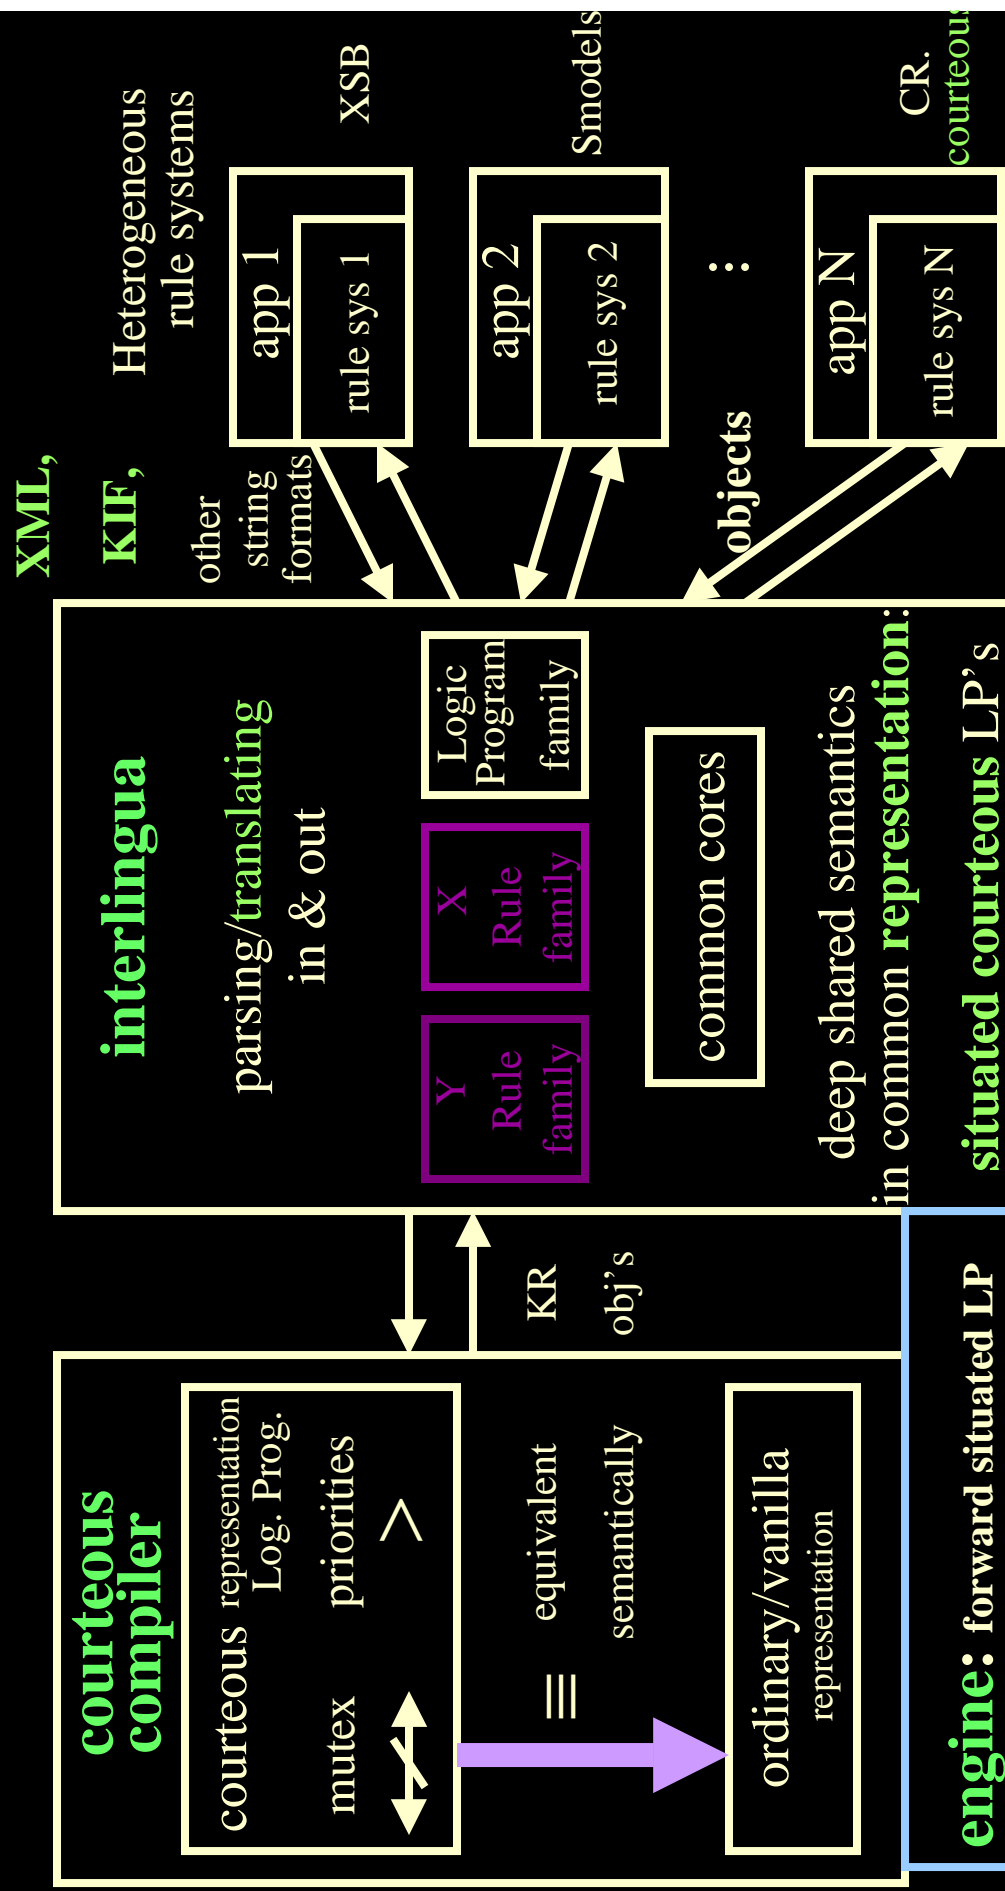 courteous
compiler
courteous representation
Log. Prog.
mutex priorities
>
≡ equivalent
semantically
ordinary/vanilla
representation
engine: forward situated LP
KR
obj's
interlingua
parsing/translating
in & out
Y
Rule
family
X
Rule
family
Logic
Program
family
common cores
deep shared semantics
in common representation:
situated courteous LP's
XML,
KIF,
other
string
formats
objects
Heterogeneous
rule systems
app 1
rule sys 1
XSB
app 2
rule sys 2
Smodels
...
app N
rule sys N
CR.
courteous